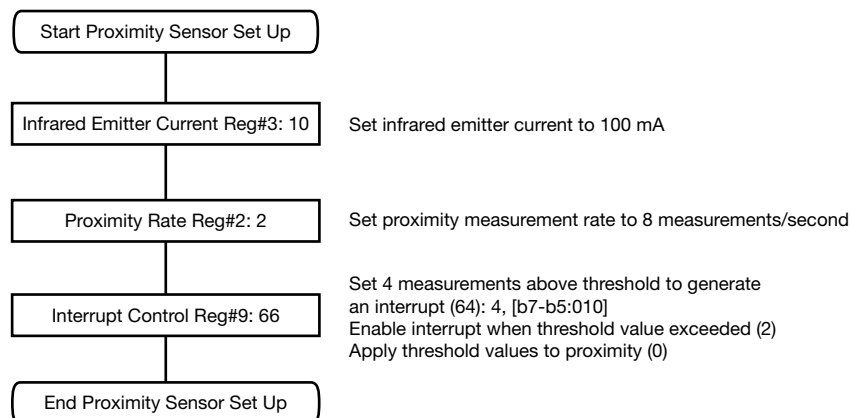 Start Proximity Sensor Set Up
Infrared Emitter Current Reg#3: 10
Set infrared emitter current to 100 mA
Proximity Rate Reg#2: 2
Set proximity measurement rate to 8 measurements/second
Interrupt Control Reg#9: 66
Set 4 measurements above threshold to generate
an interrupt (64): 4, [b7-b5:010]
Enable interrupt when threshold value exceeded (2)
Apply threshold values to proximity (0)
End Proximity Sensor Set Up